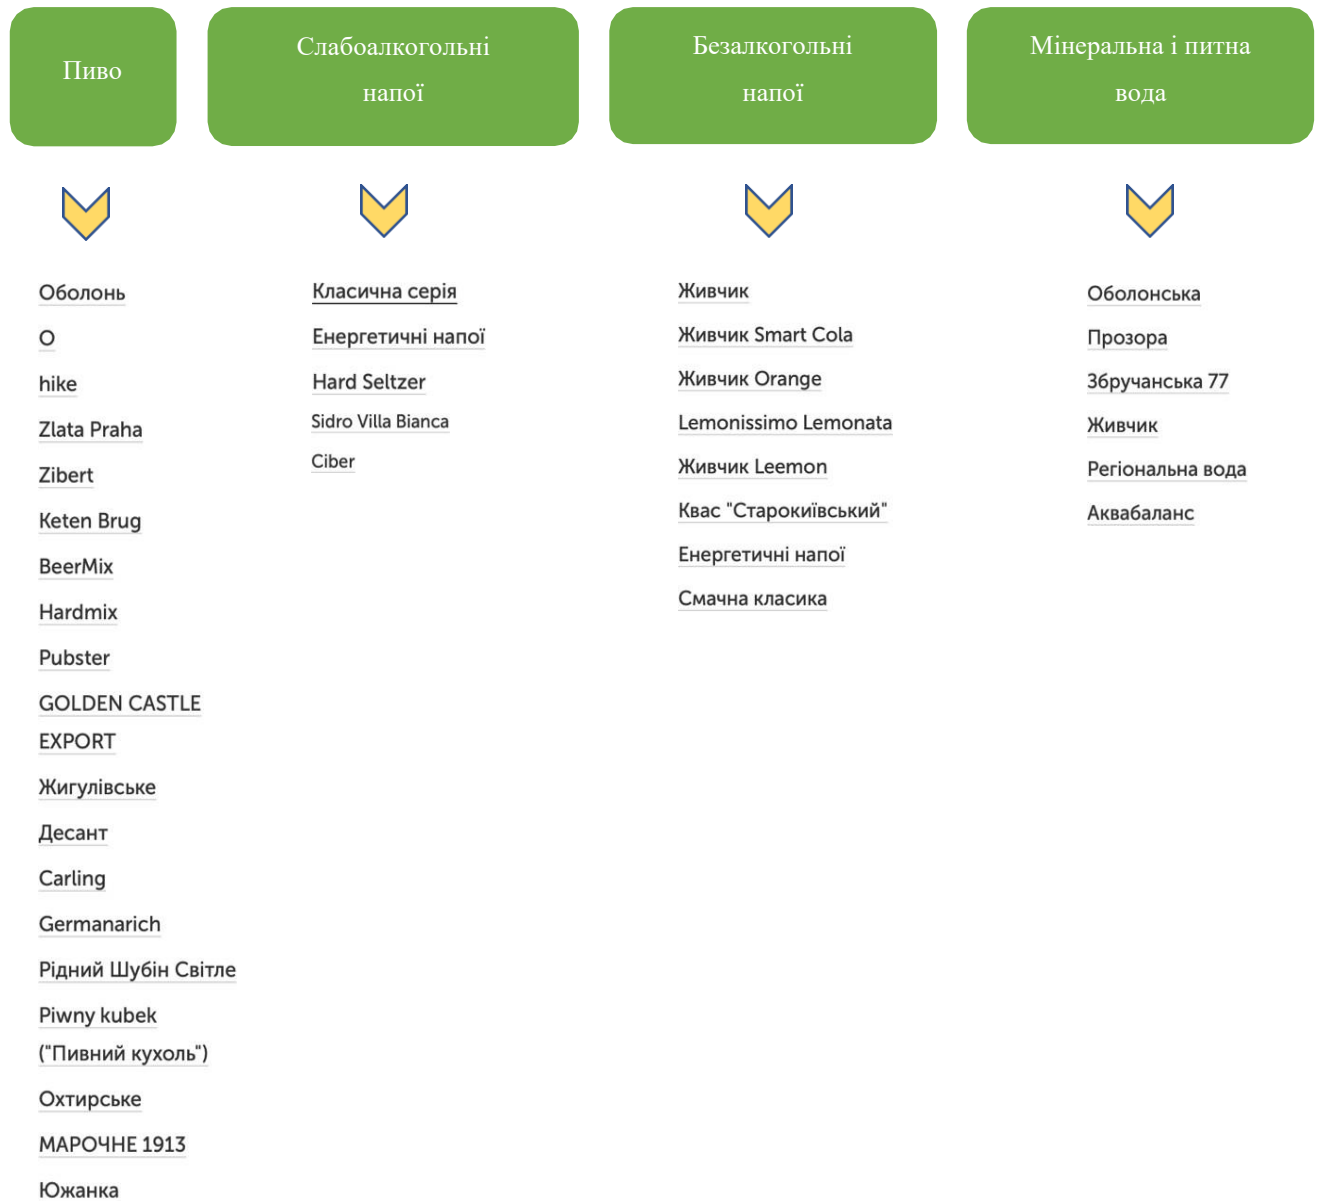 Пиво
Слабоалкогольні
напої
Безалкогольні
напої
Мінеральна і питна
вода
Оболонь
О
hike
Zlata Praha
Zibert
Keten Brug
BeerMix
Hardmix
Pubster
GOLDEN CASTLE
EXPORT
Жигулівське
Десант
Carling
Germanarich
Рідний Шубін Світле
Piwny kubek
("Пивний кухоль")
Охтирське
МАРОЧНЕ 1913
Южанка
Класична серія
Енергетичні напої
Hard Seltzer
Sidro Villa Bianca
Ciber
Живчик
Живчик Smart Cola
Живчик Orange
Lemonissimo Lemonata
Живчик Leemon
Квас "Старокиївський"
Енергетичні напої
Смачна класика
Оболонська
Прозора
Збручанська 77
Живчик
Регіональна вода
Аквабаланс